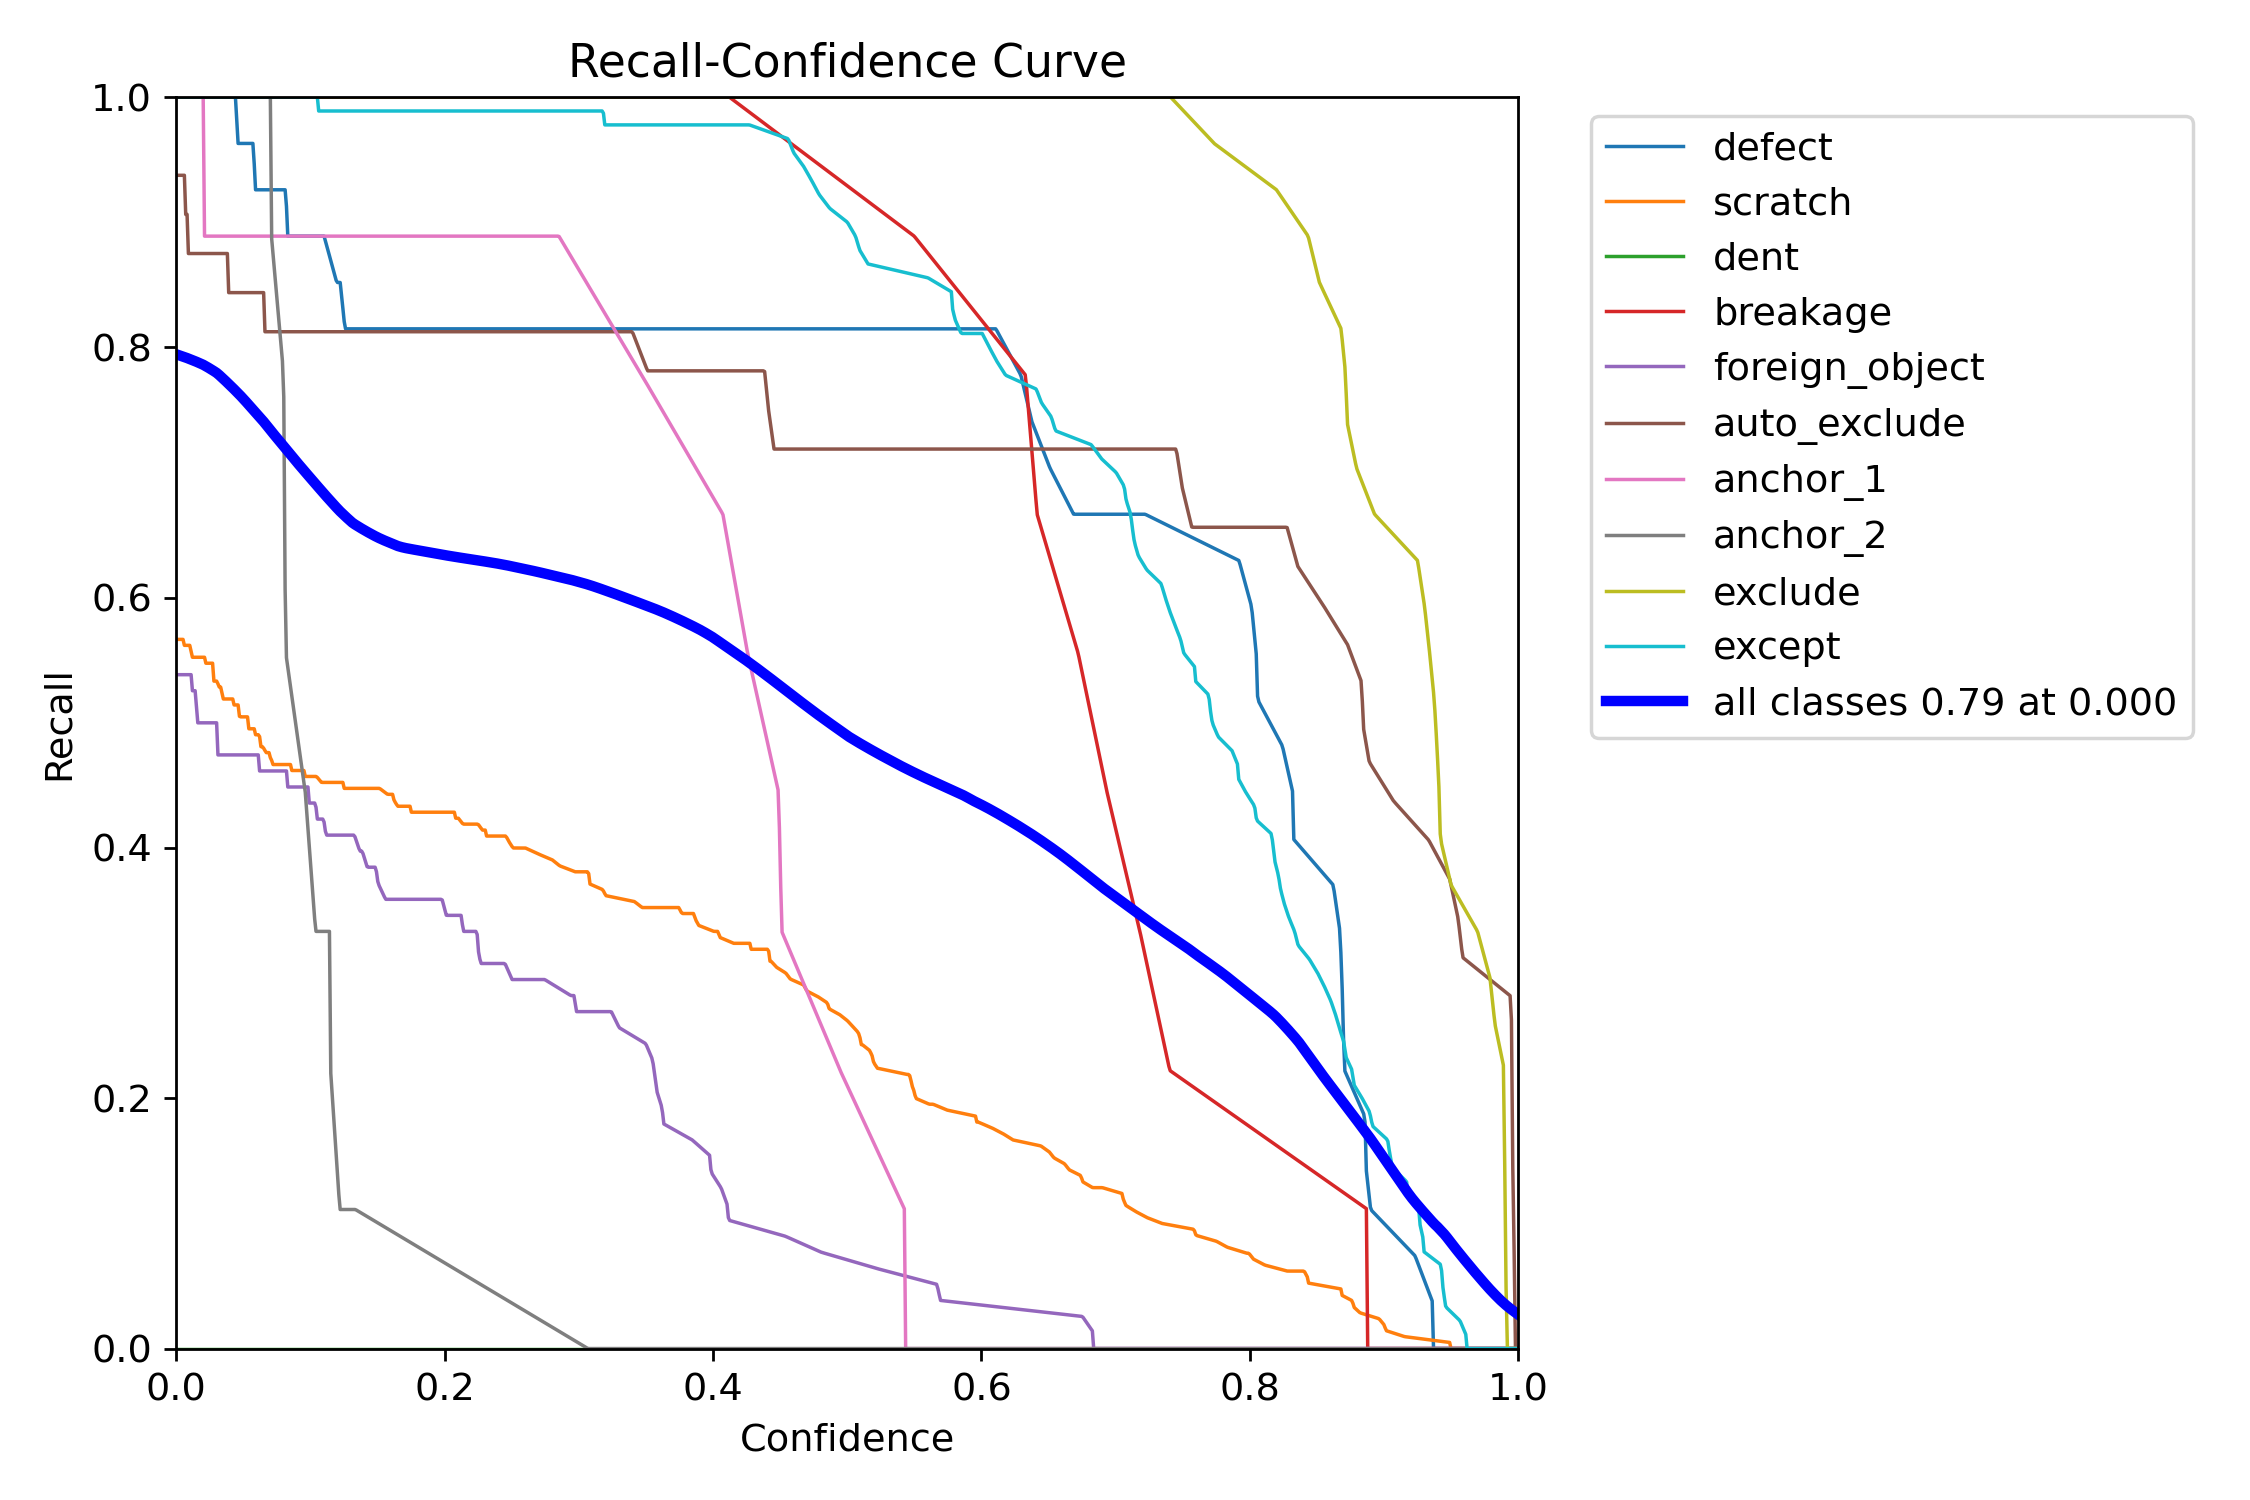 Recall-Confidence Curve
1.0
0.8
0.6
0.4
0.2
0.0
Recall
0.0 0.2 0.4 0.6 0.8 1.0
Confidence
defect
scratch
dent
breakage
foreign_object
auto_exclude
anchor_1
anchor_2
exclude
except
all classes 0.79 at 0.000